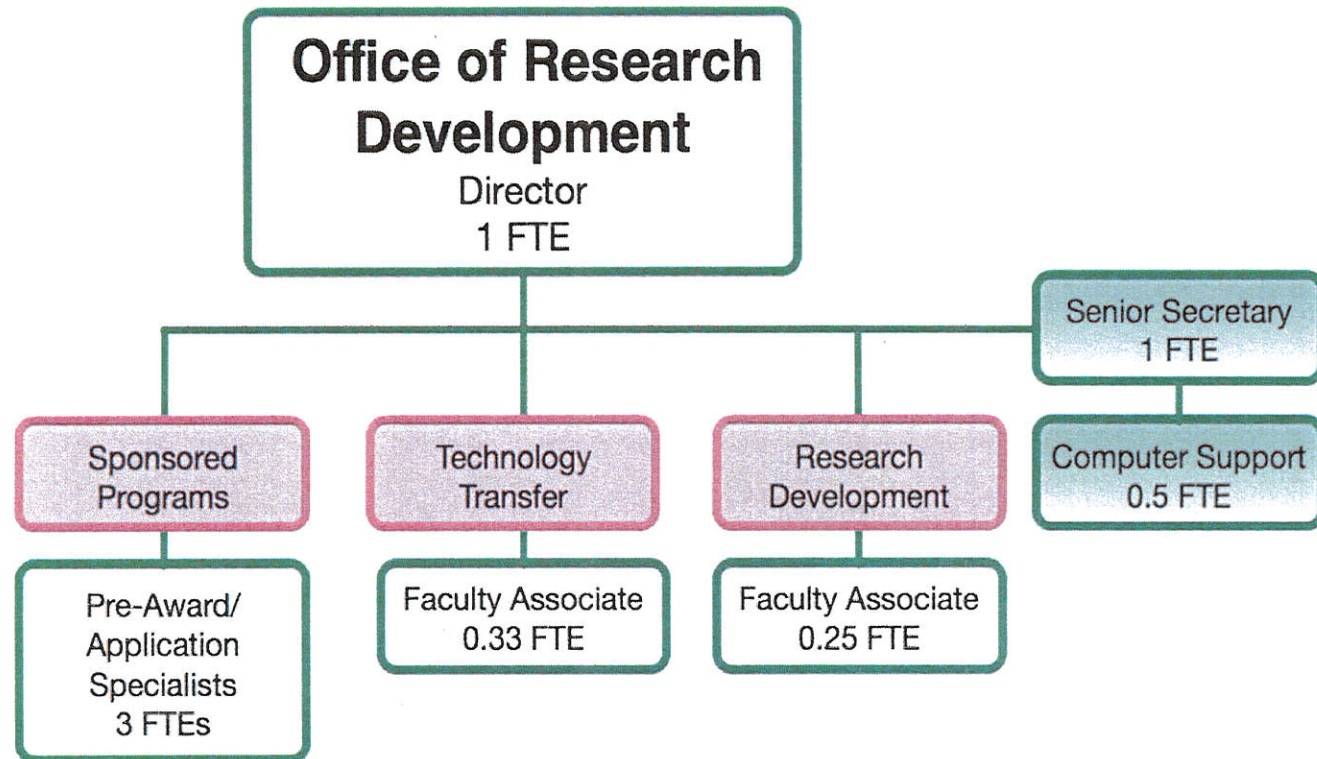 Office of Research
Development
Director
1 FTE
Senior Secretary
1 FTE
Sponsored
Programs
Technology
Transfer
Research
Development
Computer Support
0.5 FTE
Pre-Award/
Application
Specialists
3 FTEs
Faculty Associate
0.33 FTE
Faculty Associate
0.25 FTE